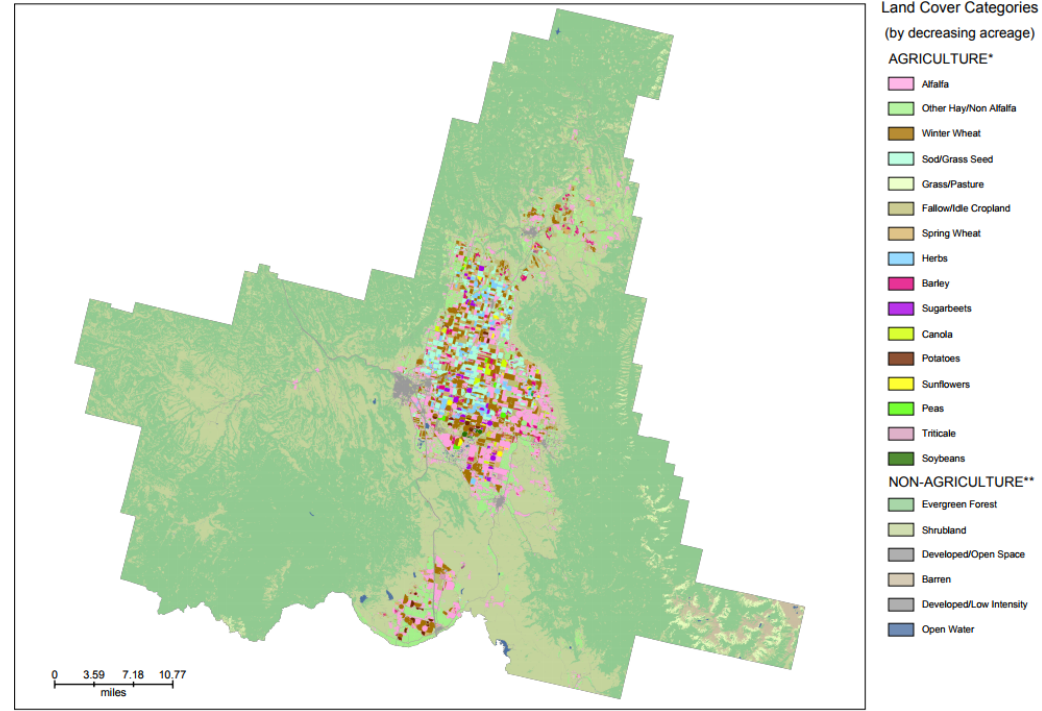 Land Cover Categories
(by decreasing acreage)
AGRICULTURE*
Alfalfa
Other Hay/Non Alfalfa
Winter Wheat
Sod/Grass Seed
Grass/Pasture
Fallow/Idle Cropland
Spring Wheat
Herbs
Barley
Sugarbeets
Canola
Potatoes
Sunflowers
Peas
Triticale
Soybeans
NON-AGRICULTURE**
Evergreen Forest
Shrubland
Developed/Open Space
Barren
Developed/Low Intensity
Open Water
0 3.59 7.18 10.77
miles